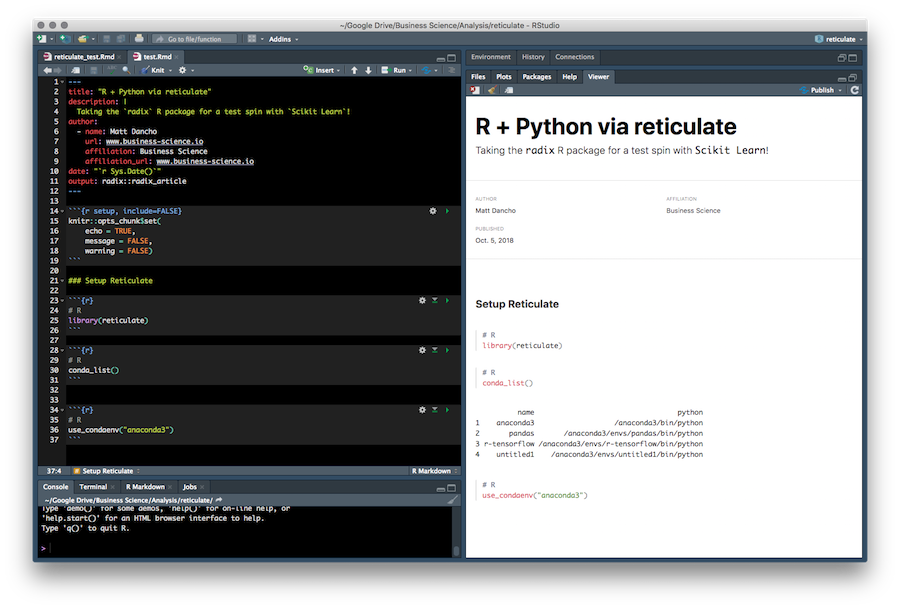 ~/Google Drive/Business Science/Analysis/reticulate - RStudio
Go to file/function
Addins
reticulate
reticulate_test.Rmd
test.Rmd
Knit
Insert
Run
1 ---
2 title: "R + Python via reticulate"
3 description: |
4 Taking the `radix` R package for a test spin with `Scikit Learn`!
5 author:
6 - name: Matt Dancho
7 url: www.business-science.io
8 affiliation: Business Science
9 affiliation_url: www.business-science.io
10 date: "`r Sys.Date()`"
11 output: radix::radix_article
12 ---
13
14 ```{r setup, include=FALSE}
15 knitr::opts_chunk$set(
16 echo = TRUE,
17 message = FALSE,
18 warning = FALSE)
19 ```
20
21 ### Setup Reticulate
22
23 ```{r}
24 # R
25 library(reticulate)
26 ```
27
28 ```{r}
29 # R
30 conda_list()
31 ```
32
33
34 ```{r}
35 # R
36 use_condaenv("anaconda3")
37 ```
37:4 Setup Reticulate R Markdown
Console Terminal R Markdown Jobs
~/Google Drive/Business Science/Analysis/reticulate/
Type 'demo()' for some demos, 'help()' for on-line help, or
'help.start()' for an HTML browser interface to help.
Type 'q()' to quit R.
>
Environment History Connections
Files Plots Packages Help Viewer
Publish
R + Python via reticulate
Taking the radix R package for a test spin with Scikit Learn!
AUTHOR AFFILIATION
Matt Dancho Business Science
PUBLISHED
Oct. 5, 2018
Setup Reticulate
# R
library(reticulate)
# R
conda_list()
name python
1 anaconda3 /anaconda3/bin/python
2 pandas /anaconda3/envs/pandas/bin/python
3 r-tensorflow /anaconda3/envs/r-tensorflow/bin/python
4 untitled1 /anaconda3/envs/untitled1/bin/python
# R
use_condaenv("anaconda3")